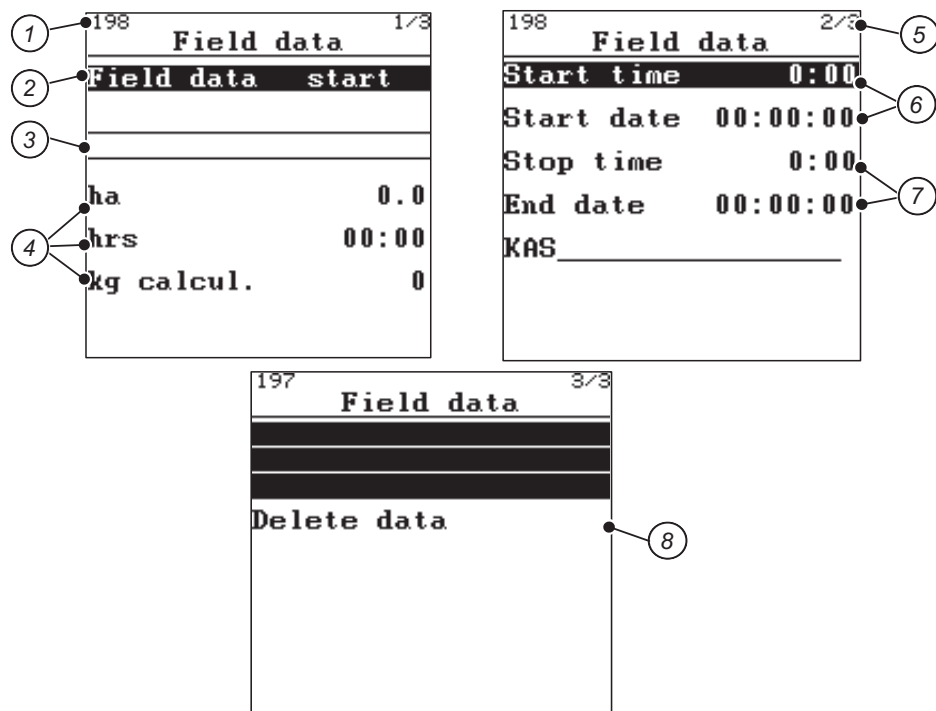 198 1/3
Field data
Field data start
ha 0.0
hrs 00:00
kg calcul. 0
1
2
3
4
198 2/3
Field data
Start time 0:00
Start date 00:00:00
Stop time 0:00
End date 00:00:00
KAS
5
6
7
197 3/3
Field data
Delete data
8